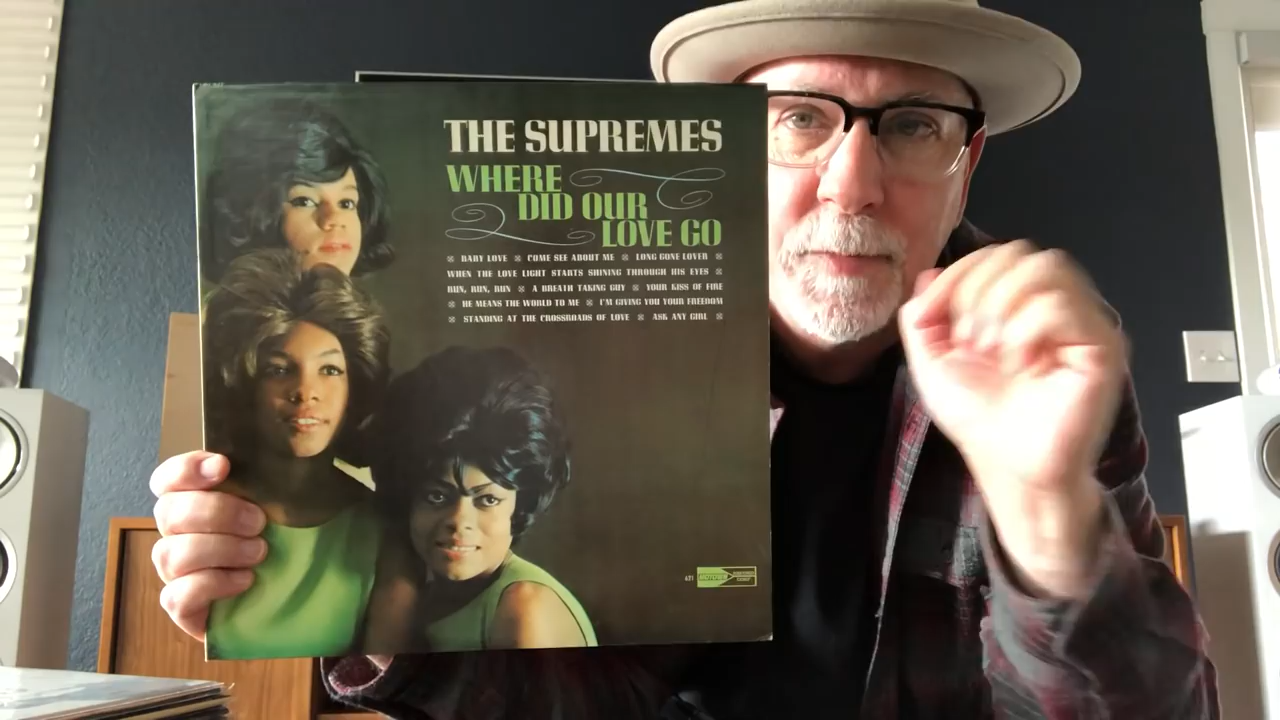 THE SUPREMES
WHERE
DID OUR
LOVE GO
※ BABY LOVE ※ COME SEE ABOUT ME ※ LONG GONE LOVER ※
WHEN THE LOVE LIGHT STARTS SHINING THROUGH HIS EYES ※
RUN, RUN, RUN ※ A BREATH TAKING GUY ※ YOUR KISS OF FIRE
※ HE MEANS THE WORLD TO ME ※ I'M GIVING YOU YOUR FREEDOM
※ STANDING AT THE CROSSROADS OF LOVE ※ ASK ANY GIRL ※
621 MOTOWN